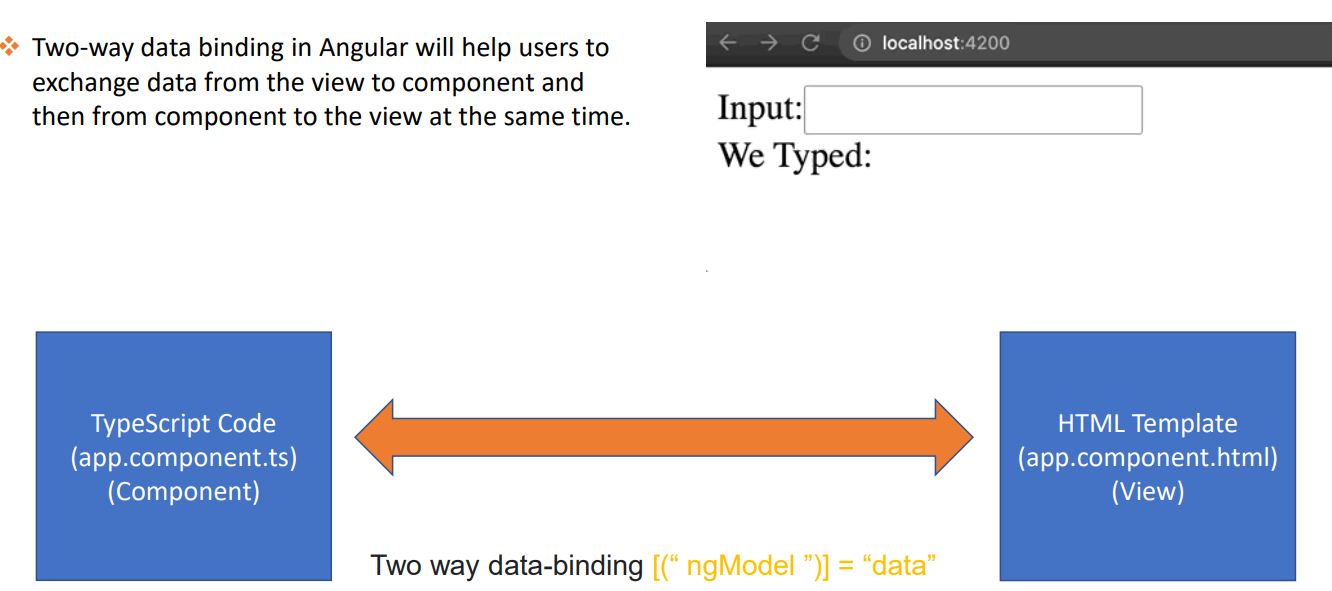 Two-way data binding in Angular will help users to
exchange data from the view to component and
then from component to the view at the same time.
localhost:4200
Input:
We Typed:
TypeScript Code
(app.component.ts)
(Component)
HTML Template
(app.component.html)
(View)
Two way data-binding [(“ ngModel ”)] = “data”